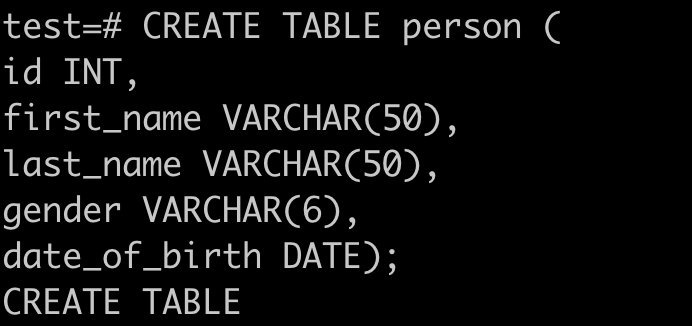 test=# CREATE TABLE person (
id INT,
first_name VARCHAR(50),
last_name VARCHAR(50),
gender VARCHAR(6),
date_of_birth DATE);
CREATE TABLE